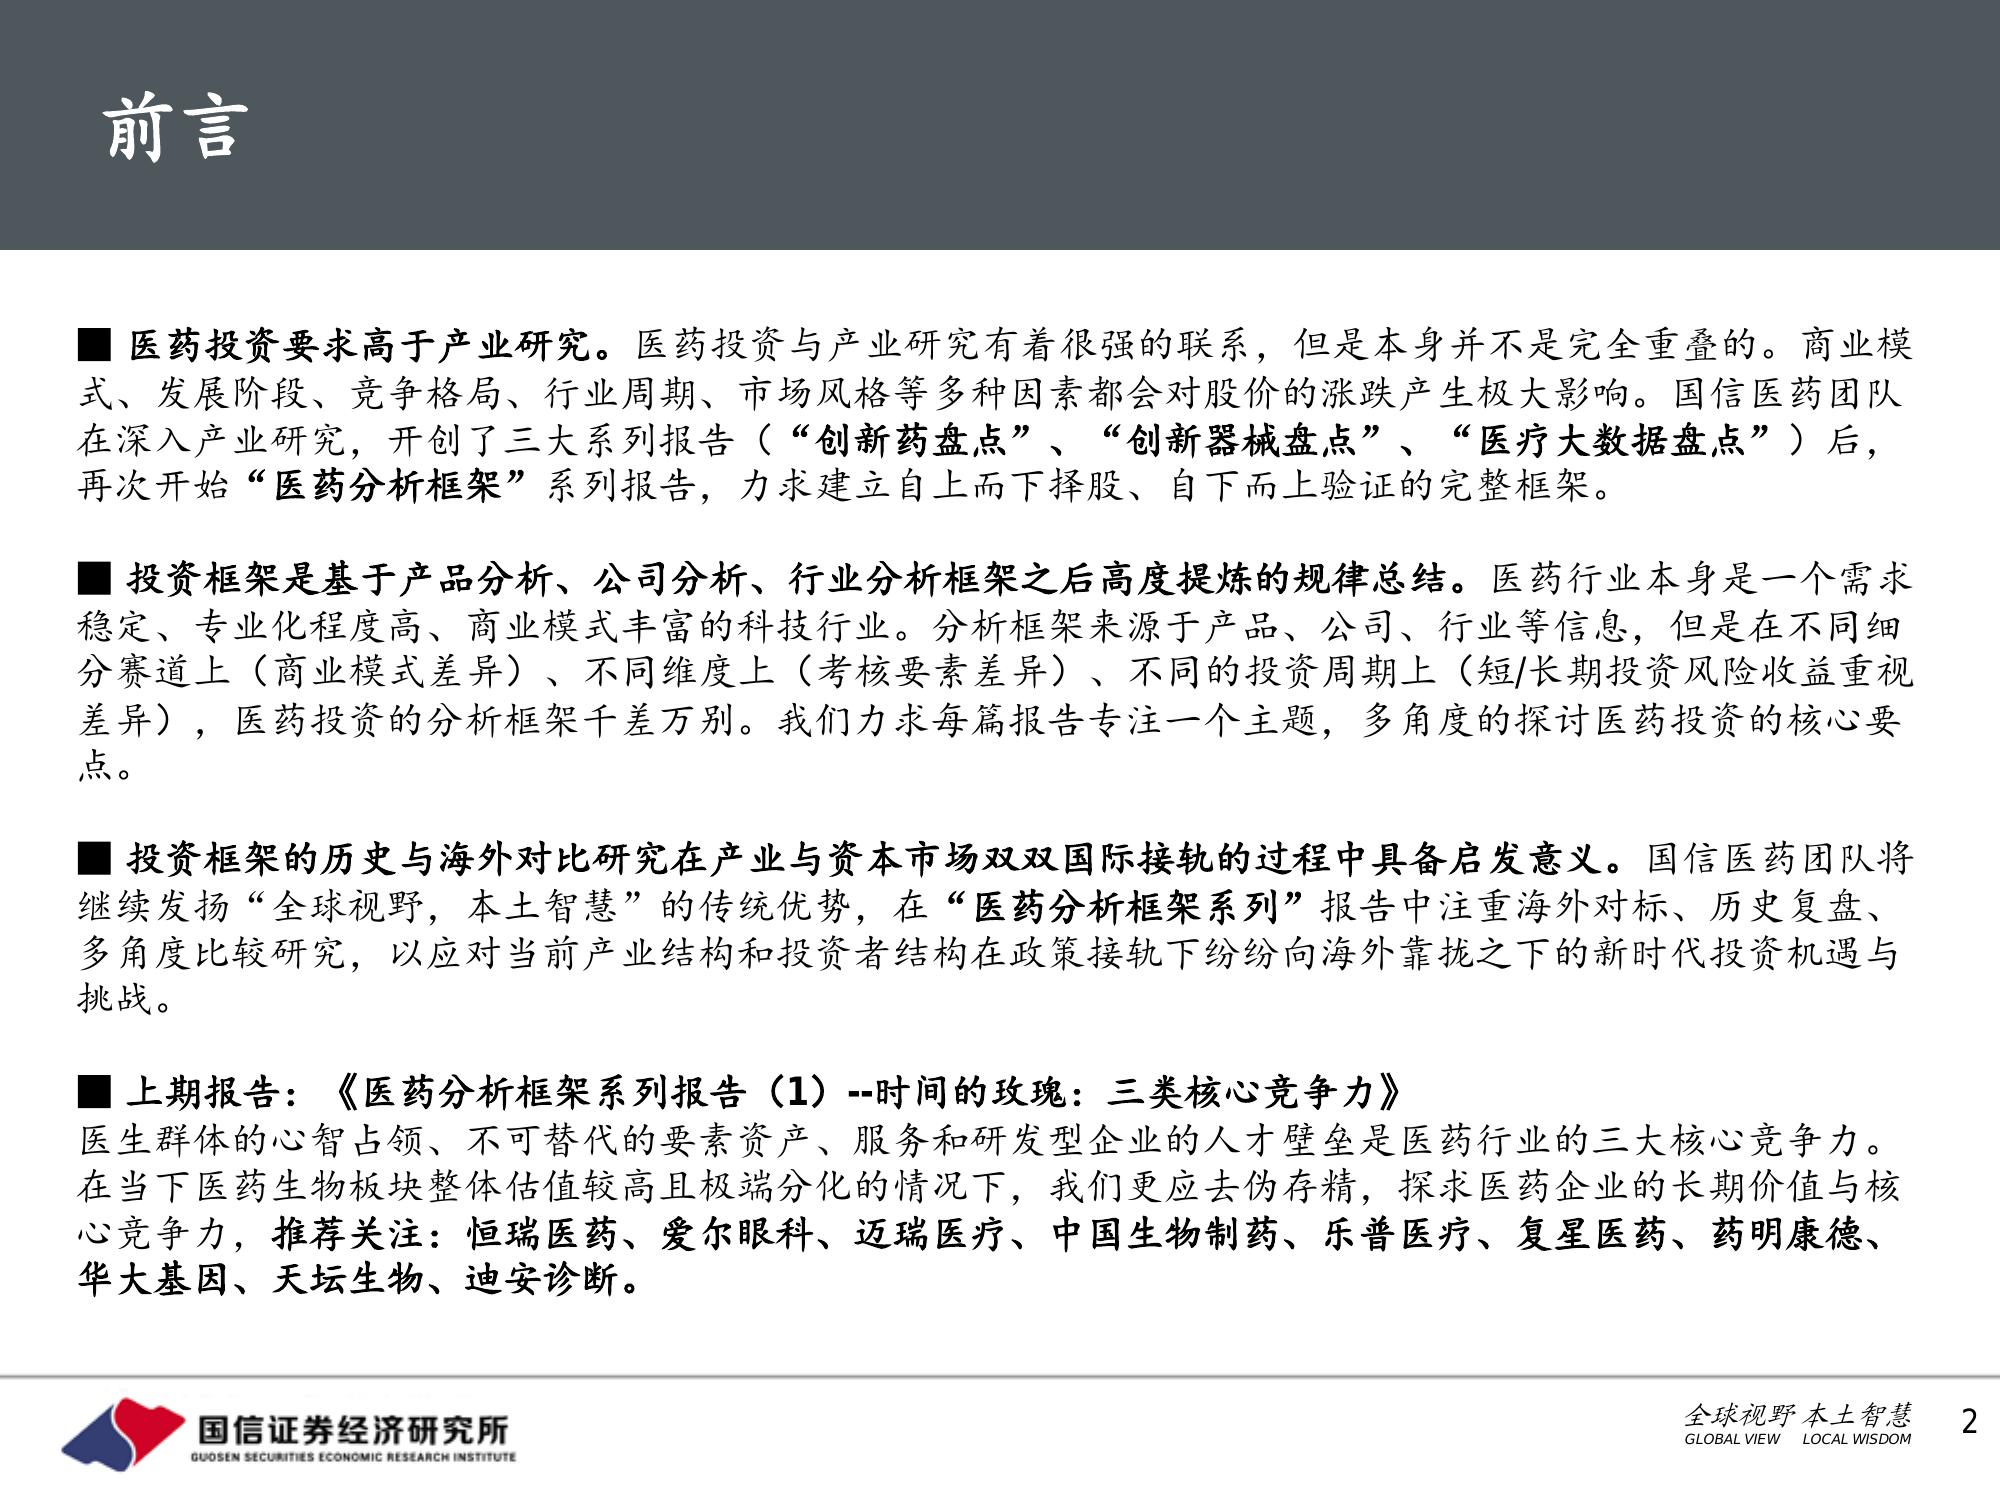 前言
■ 医药投资要求高于产业研究。医药投资与产业研究有着很强的联系，但是本身并不是完全重叠的。商业模
式、发展阶段、竞争格局、行业周期、市场风格等多种因素都会对股价的涨跌产生极大影响。国信医药团队
在深入产业研究，开创了三大系列报告（“创新药盘点”、“创新器械盘点”、“医疗大数据盘点”）后，
再次开始“医药分析框架”系列报告，力求建立自上而下择股、自下而上验证的完整框架。
■ 投资框架是基于产品分析、公司分析、行业分析框架之后高度提炼的规律总结。医药行业本身是一个需求
稳定、专业化程度高、商业模式丰富的科技行业。分析框架来源于产品、公司、行业等信息，但是在不同细
分赛道上（商业模式差异）、不同维度上（考核要素差异）、不同的投资周期上（短/长期投资风险收益重视
差异），医药投资的分析框架千差万别。我们力求每篇报告专注一个主题，多角度的探讨医药投资的核心要
点。
■ 投资框架的历史与海外对比研究在产业与资本市场双双国际接轨的过程中具备启发意义。国信医药团队将
继续发扬“全球视野，本土智慧”的传统优势，在“医药分析框架系列”报告中注重海外对标、历史复盘、
多角度比较研究，以应对当前产业结构和投资者结构在政策接轨下纷纷向海外靠拢之下的新时代投资机遇与
挑战。
■ 上期报告：《医药分析框架系列报告（1）--时间的玫瑰：三类核心竞争力》
医生群体的心智占领、不可替代的要素资产、服务和研发型企业的人才壁垒是医药行业的三大核心竞争力。
在当下医药生物板块整体估值较高且极端分化的情况下，我们更应去伪存精，探求医药企业的长期价值与核
心竞争力，推荐关注：恒瑞医药、爱尔眼科、迈瑞医疗、中国生物制药、乐普医疗、复星医药、药明康德、
华大基因、天坛生物、迪安诊断。
国信证券经济研究所
GUOSEN SECURITIES ECONOMIC RESEARCH INSTITUTE
全球视野 本土智慧
GLOBAL VIEW LOCAL WISDOM
2